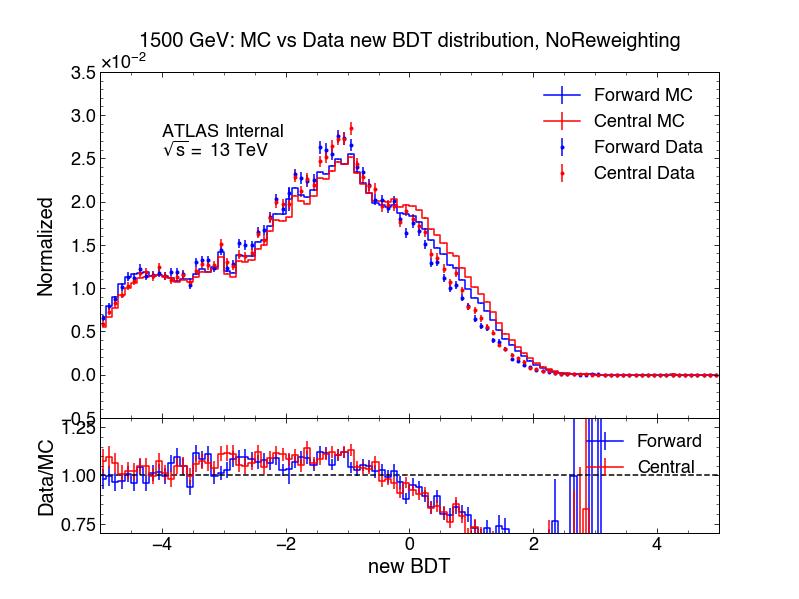 1500 GeV: MC vs Data new BDT distribution, NoReweighting
×10⁻²
3.5
3.0
2.5
2.0
1.5
1.0
0.5
0.0
−0.5
Normalized
ATLAS Internal
√s = 13 TeV
Forward MC
Central MC
Forward Data
Central Data
1.25
1.00
0.75
Data/MC
Forward
Central
−4 −2 0 2 4
new BDT